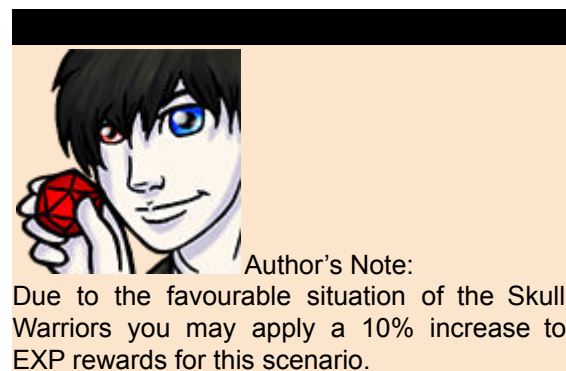 Author's Note:
Due to the favourable situation of the Skull
Warriors you may apply a 10% increase to
EXP rewards for this scenario.